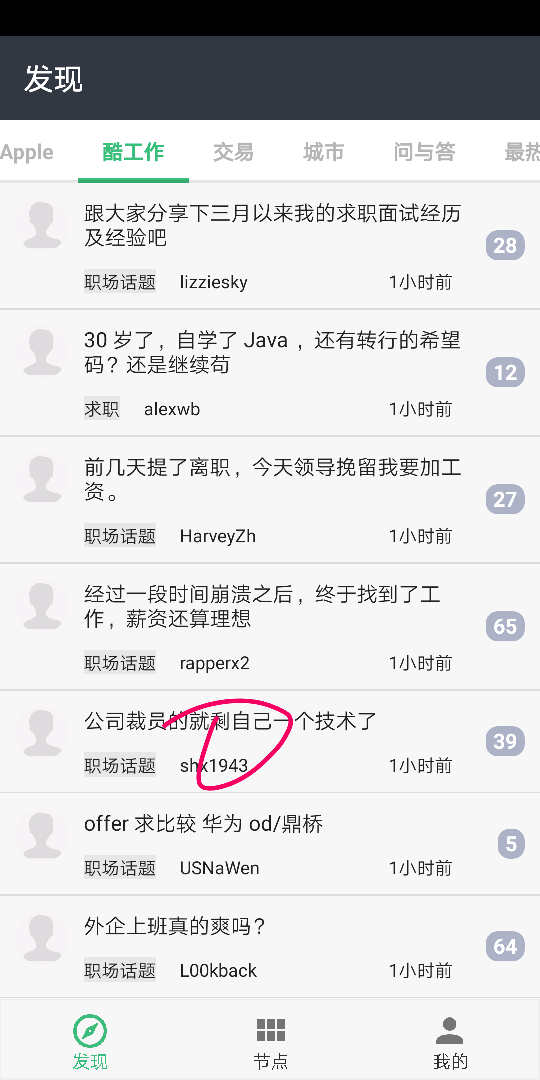 发现
Apple 酷工作 交易 城市 问与答 最热
跟大家分享下三月以来我的求职面试经历
及经验吧
28
职场话题 lizziesky 1小时前
30 岁了，自学了 Java ，还有转行的希望
码？还是继续苟
12
求职 alexwb 1小时前
前几天提了离职，今天领导挽留我要加工
资。
27
职场话题 HarveyZh 1小时前
经过一段时间崩溃之后，终于找到了工
作，薪资还算理想
65
职场话题 rapperx2 1小时前
公司裁员的就剩自己一个技术了
39
职场话题 shx1943 1小时前
offer 求比较 华为 od/鼎桥
5
职场话题 USNaWen 1小时前
外企上班真的爽吗？
64
职场话题 L00kback 1小时前
发现 节点 我的